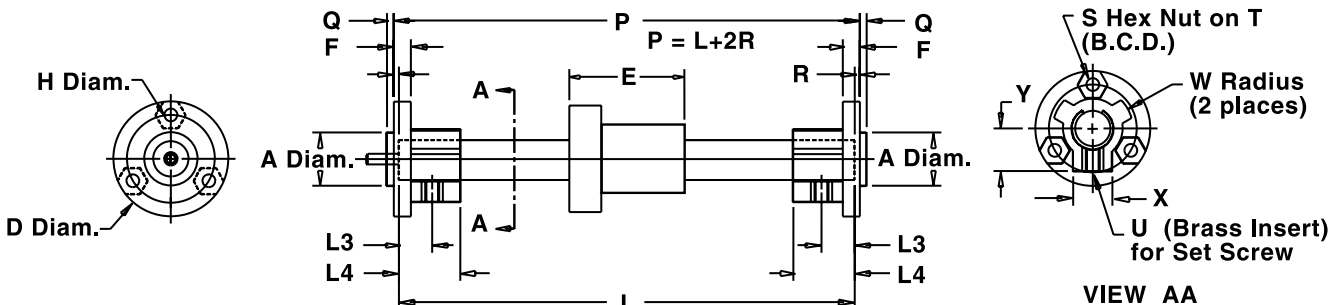 Q
P
Q
F
P = L+2R
F
H Diam.
R
E
A
A Diam.
A Diam.
D Diam.
A
L3
L3
L4
L4
L
S Hex Nut on T
(B.C.D.)
Y
W Radius
(2 places)
X
U (Brass Insert)
for Set Screw
VIEW AA